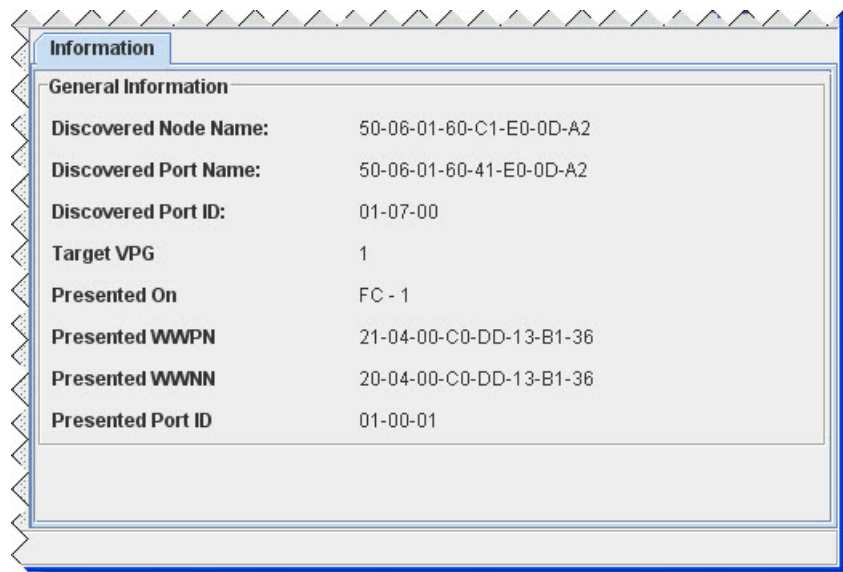 Information
General Information
Discovered Node Name: 50-06-01-60-C1-E0-0D-A2
Discovered Port Name: 50-06-01-60-41-E0-0D-A2
Discovered Port ID: 01-07-00
Target VPG 1
Presented On FC - 1
Presented WWPN 21-04-00-C0-DD-13-B1-36
Presented WWNN 20-04-00-C0-DD-13-B1-36
Presented Port ID 01-00-01